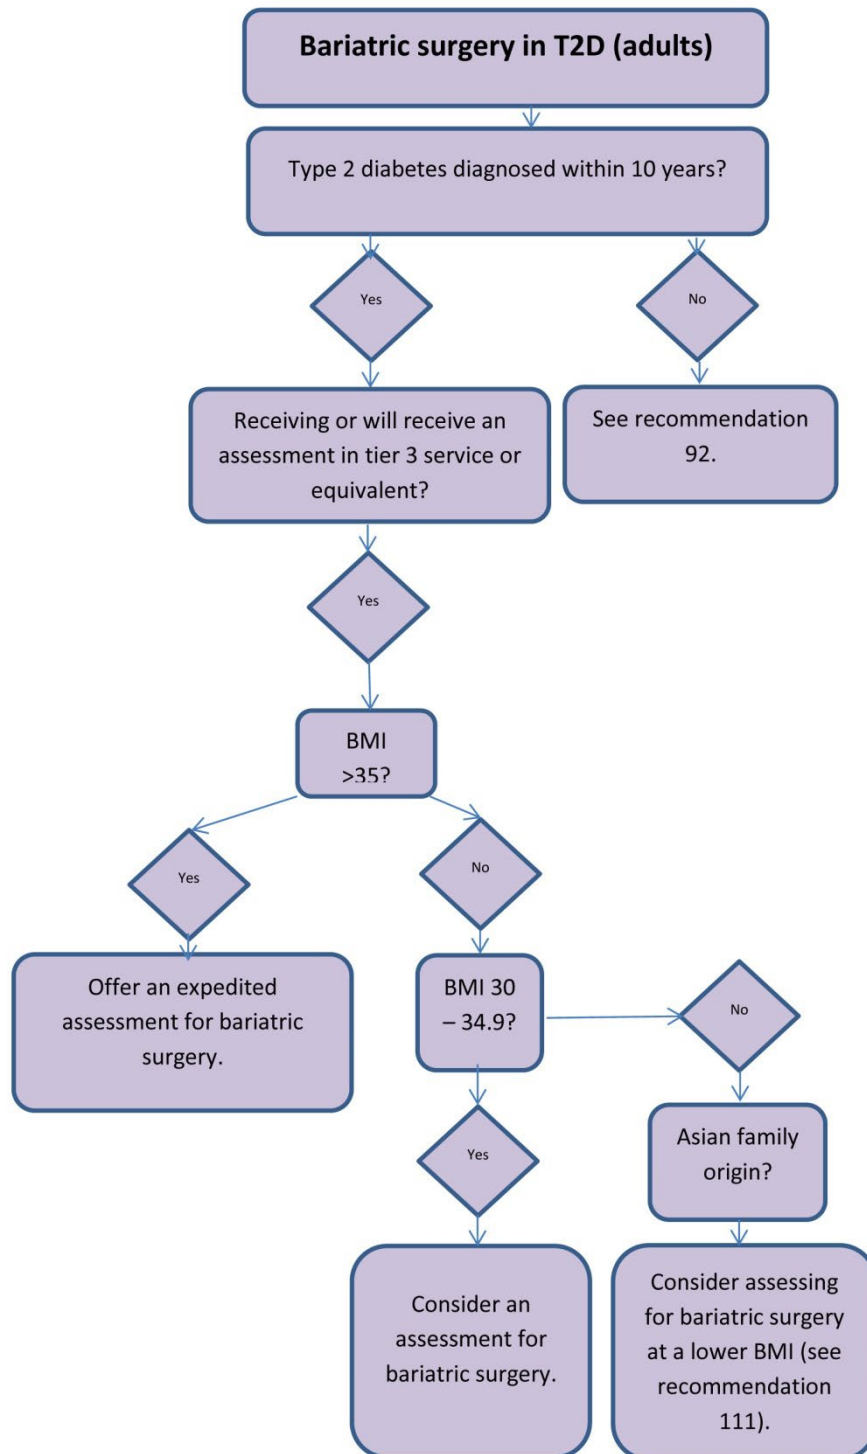 Bariatric surgery in T2D (adults)
Type 2 diabetes diagnosed within 10 years?
Yes
No
Receiving or will receive an
assessment in tier 3 service or
equivalent?
See recommendation
92.
Yes
BMI
>35?
Yes
No
Offer an expedited
assessment for bariatric
surgery.
BMI 30
– 34.9?
No
Yes
Asian family
origin?
Consider an
assessment for
bariatric surgery.
Consider assessing
for bariatric surgery
at a lower BMI (see
recommendation
111).